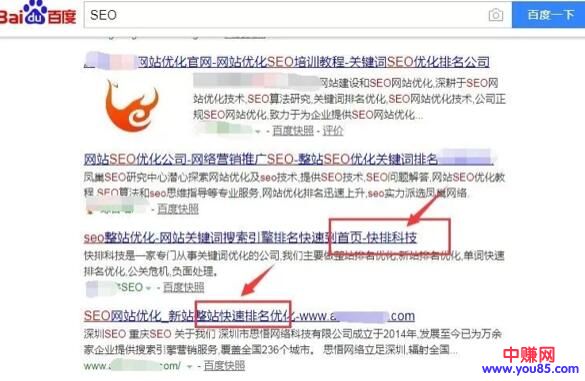 Bai du 百度
SEO
百度一下
网站优化官网-网站优化SEO培训教程-关键词SEO优化排名公司
网站建设和SEO网站优化,深耕于SEO网
站优化技术,SEO算法研究,关键词排名优化,SEO网站优化技术,公司正
规SEO网站优化,致力于为企业提供SEO网站优化...
- 百度快照 - 评价
网站SEO优化公司-网络营销推广SEO-整站SEO优化关键词排名
凤巢SEO研究中心潜心探索网站优化及seo技术,提供SEO技术,SEO问题解答,网站SEO优化教
程,SEO算法和seo思维指导等专业服务,网站优化排名迅速上升,seo实力派选凤巢网络.
百度快照
seo整站优化-网站关键词搜索引擎排名快速到首页-快排科技
快排科技是一家专门从事关键词优化的公司,我们主要做整站排名优化,新站排名优化,单词快
速排名优化,公关危机,负面处理。
SEO - 百度快照
SEO网站优化_新站整站快速排名优化-www.a .com
深圳SEO 重庆SEO 关于我们 深圳市思悟网络科技有限公司成立于2014年,发展至今已为万余
家企业提供搜索引擎营销服务,覆盖全国236个城市。 思悟网络立足深圳,辐射全国...
www.a .com/ - 百度快照
中赚网
www.you85.com